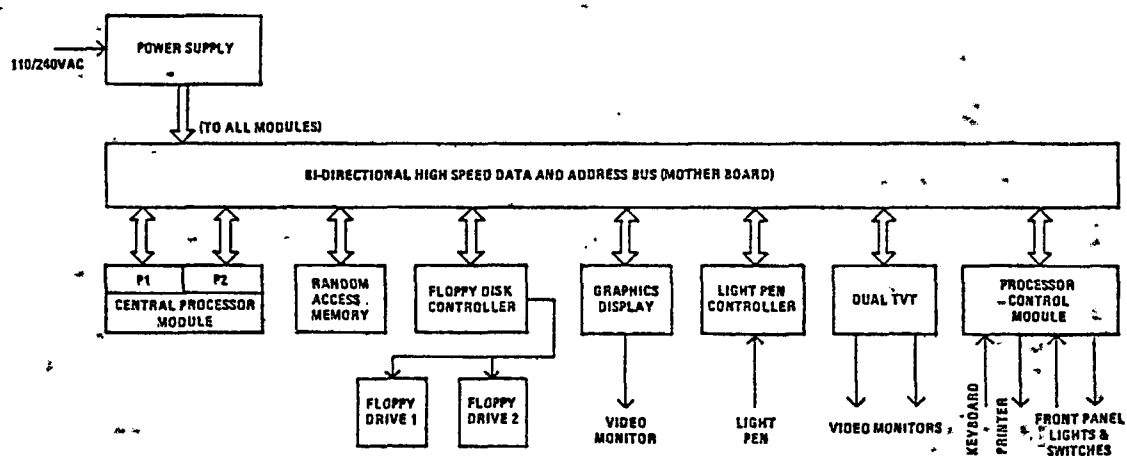 POWER SUPPLY
110/240VAC
(TO ALL MODULES)
BI-DIRECTIONAL HIGH SPEED DATA AND ADDRESS BUS (MOTHER BOARD)
P1
P2
CENTRAL PROCESSOR
MODULE
RANDOM
ACCESS
MEMORY
FLOPPY DISK
CONTROLLER
GRAPHICS
DISPLAY
LIGHT PEN
CONTROLLER
DUAL TVT
PROCESSOR
CONTROL
MODULE
FLOPPY
DRIVE 1
FLOPPY
DRIVE 2
VIDEO
MONITOR
LIGHT
PEN
VIDEO MONITORS
KEYBOARD
PRINTER
FRONT PANEL
LIGHTS &
SWITCHES